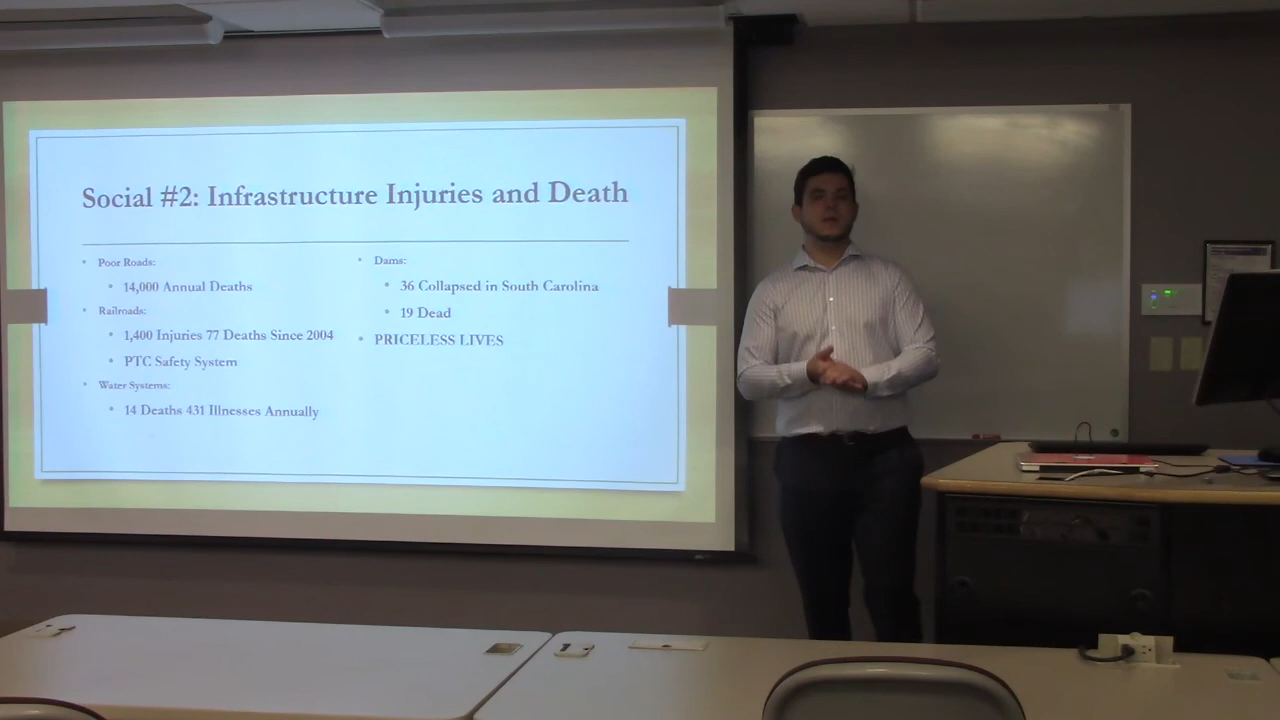 Social #2: Infrastructure Injuries and Death
• Poor Roads:
• 14,000 Annual Deaths
• Railroads:
• 1,400 Injuries 77 Deaths Since 2004
• PTC Safety System
• Water Systems:
• 14 Deaths 431 Illnesses Annually
• Dams:
• 36 Collapsed in South Carolina
• 19 Dead
• PRICELESS LIVES